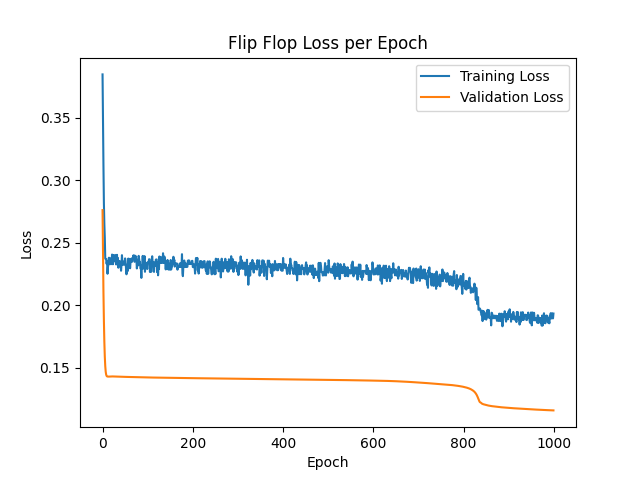 Flip Flop Loss per Epoch
Training Loss
Validation Loss
0.35
0.30
0.25
0.20
0.15
Loss
0
200
400
600
800
1000
Epoch